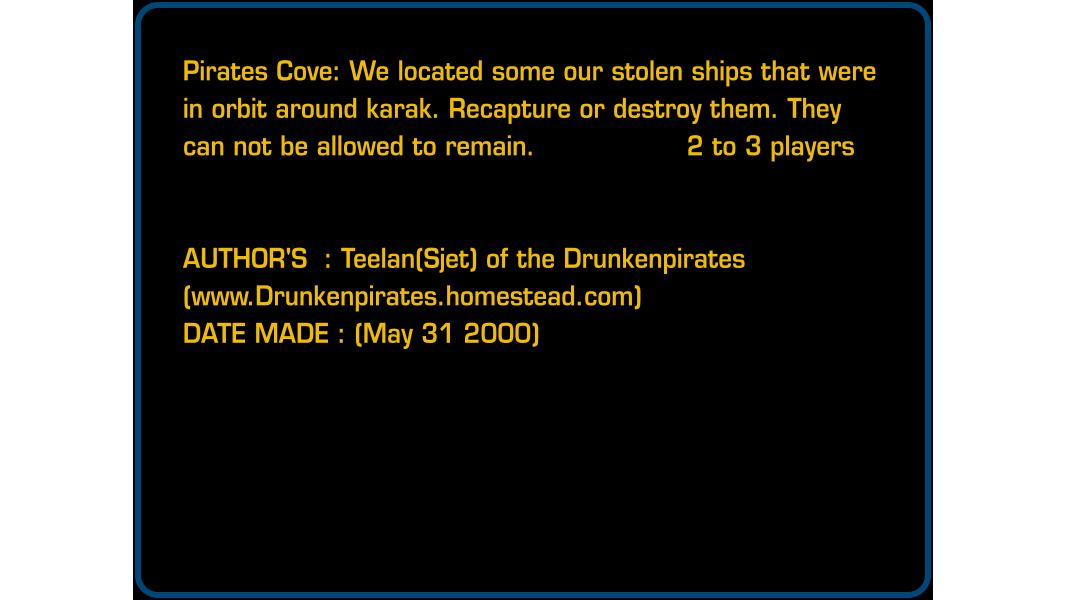 Pirates Cove: We located some our stolen ships that were
in orbit around karak. Recapture or destroy them. They
can not be allowed to remain. 2 to 3 players
AUTHOR'S : Teelan(Sjet) of the Drunkenpirates
(www.Drunkenpirates.homestead.com)
DATE MADE : (May 31 2000)